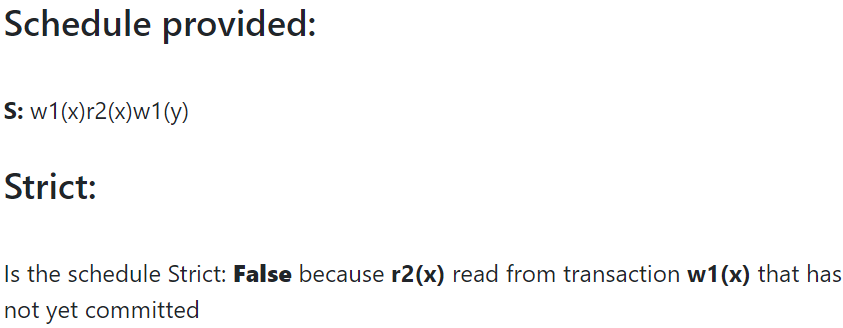 Schedule provided:
S: w1(x)r2(x)w1(y)
Strict:
Is the schedule Strict: False because r2(x) read from transaction w1(x) that has
not yet committed